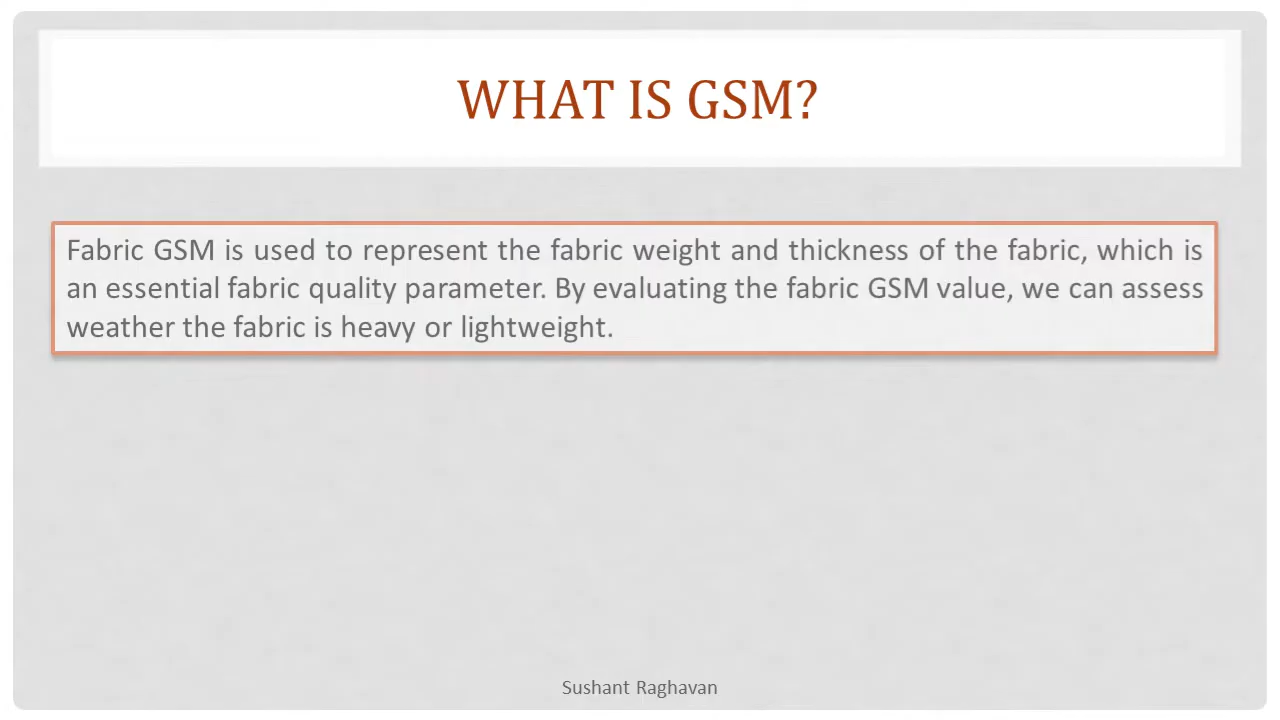 WHAT IS GSM?
Fabric GSM is used to represent the fabric weight and thickness of the fabric, which is
an essential fabric quality parameter. By evaluating the fabric GSM value, we can assess
weather the fabric is heavy or lightweight.
Sushant Raghavan